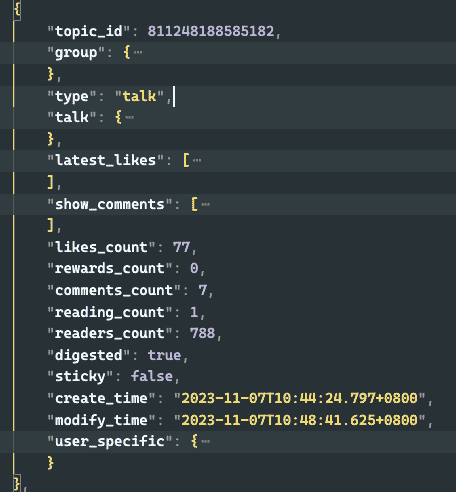 {
"topic_id": 811248188585182,
"group": { ⋯
},
"type": "talk",
"talk": { ⋯
},
"latest_likes": [ ⋯
],
"show_comments": [ ⋯
],
"likes_count": 77,
"rewards_count": 0,
"comments_count": 7,
"reading_count": 1,
"readers_count": 788,
"digested": true,
"sticky": false,
"create_time": "2023-11-07T10:44:24.797+0800",
"modify_time": "2023-11-07T10:48:41.625+0800",
"user_specific": { ⋯
}
},